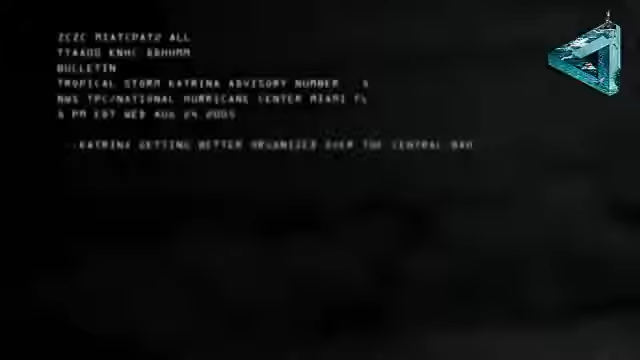 ZCZC MIATCPAT2 ALL
TTAA00 KNHC DDHHMM
BULLETIN
TROPICAL STORM KATRINA ADVISORY NUMBER
NWS TPC/NATIONAL HURRICANE CENTER MIAMI FL
5 PM EDT WED AUG 24 2005
...KATRINA GETTING BETTER ORGANIZED OVER THE CENTRAL BAH